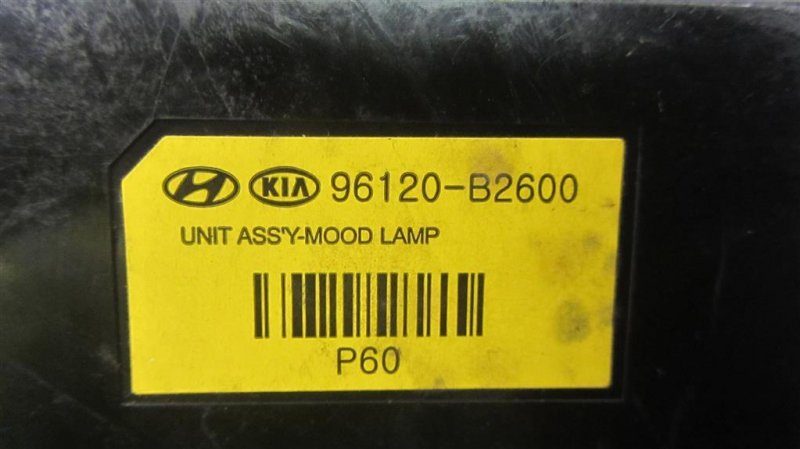 KIA 96120-B2600
UNIT ASS'Y-MOOD LAMP
P60